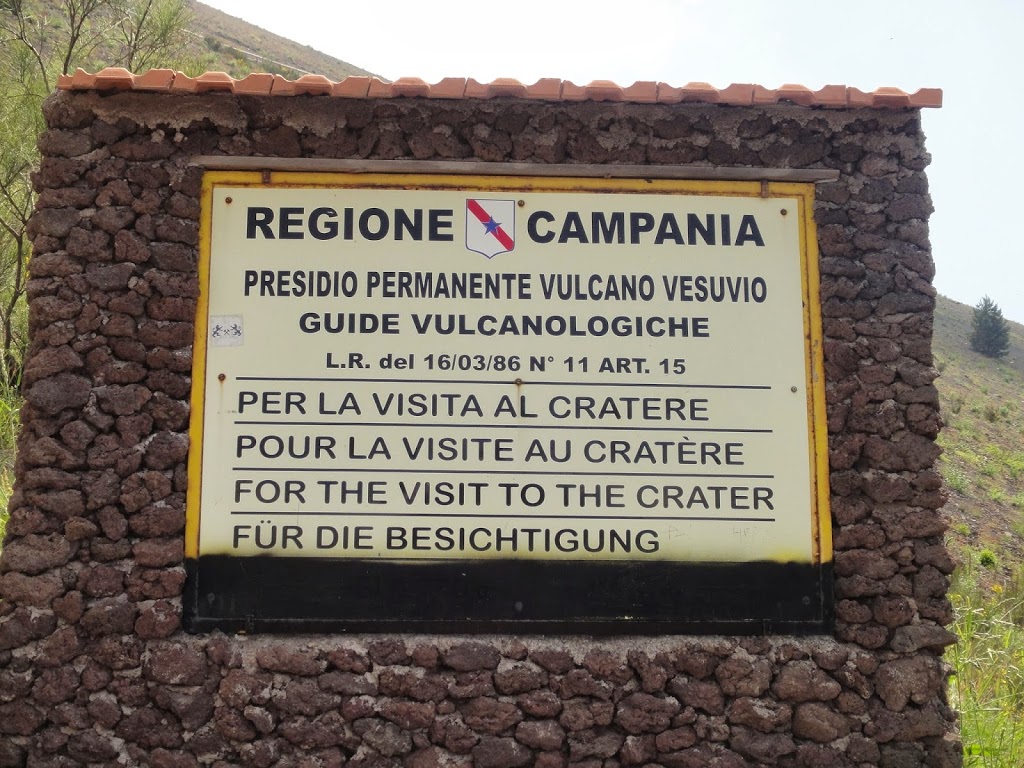 REGIONE CAMPANIA
PRESIDIO PERMANENTE VULCANO VESUVIO
GUIDE VULCANOLOGICHE
L.R. del 16/03/86 N° 11 ART. 15
PER LA VISITA AL CRATERE
POUR LA VISITE AU CRATÈRE
FOR THE VISIT TO THE CRATER
FÜR DIE BESICHTIGUNG